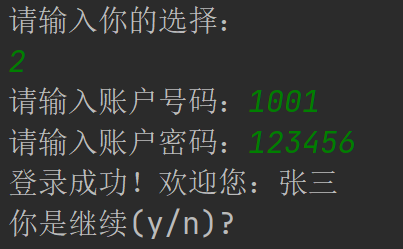 请输入你的选择：
2
请输入账户号码：1001
请输入账户密码：123456
登录成功！欢迎您：张三
你是继续(y/n)?